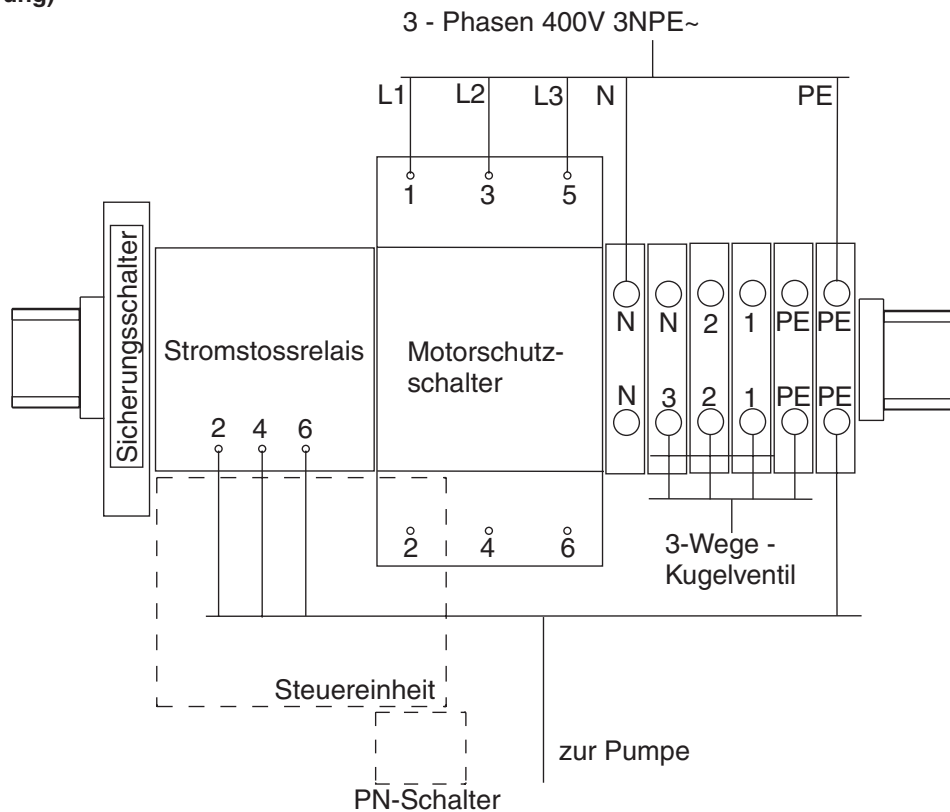 ung)
3 - Phasen 400V 3NPE~
L1 L2 L3 N PE
1 3 5
Sicherungsschalter
N N 2 1 PE PE
Stromstossrelais
Motorschutz-
schalter
N 3 2 1 PE PE
2 4 6
2 4 6
3-Wege -
Kugelventil
Steuereinheit
zur Pumpe
PN-Schalter